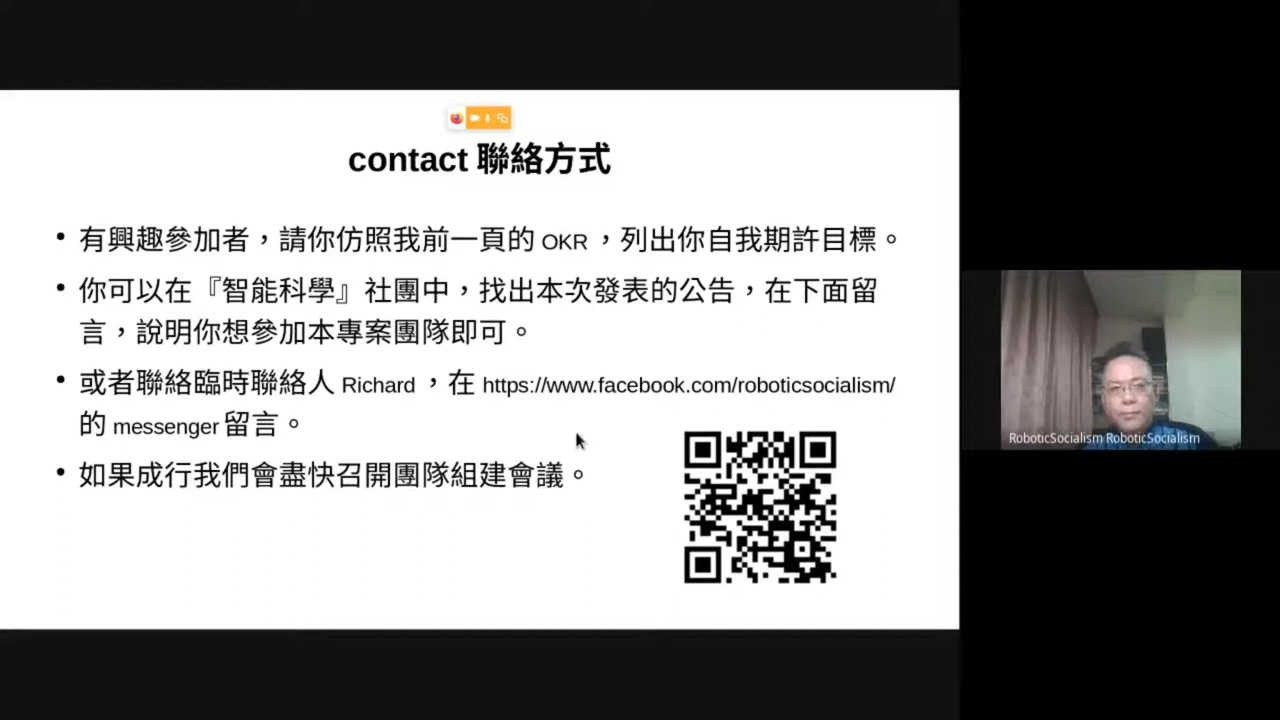 contact 聯絡方式
• 有興趣參加者，請你仿照我前一頁的 OKR ，列出你自我期許目標。
• 你可以在『智能科學』社團中，找出本次發表的公告，在下面留
言，說明你想參加本專案團隊即可。
• 或者聯絡臨時聯絡人 Richard ，在 https://www.facebook.com/roboticsocialism/
的 messenger 留言。
• 如果成行我們會盡快召開團隊組建會議。
RoboticSocialism RoboticSocialism